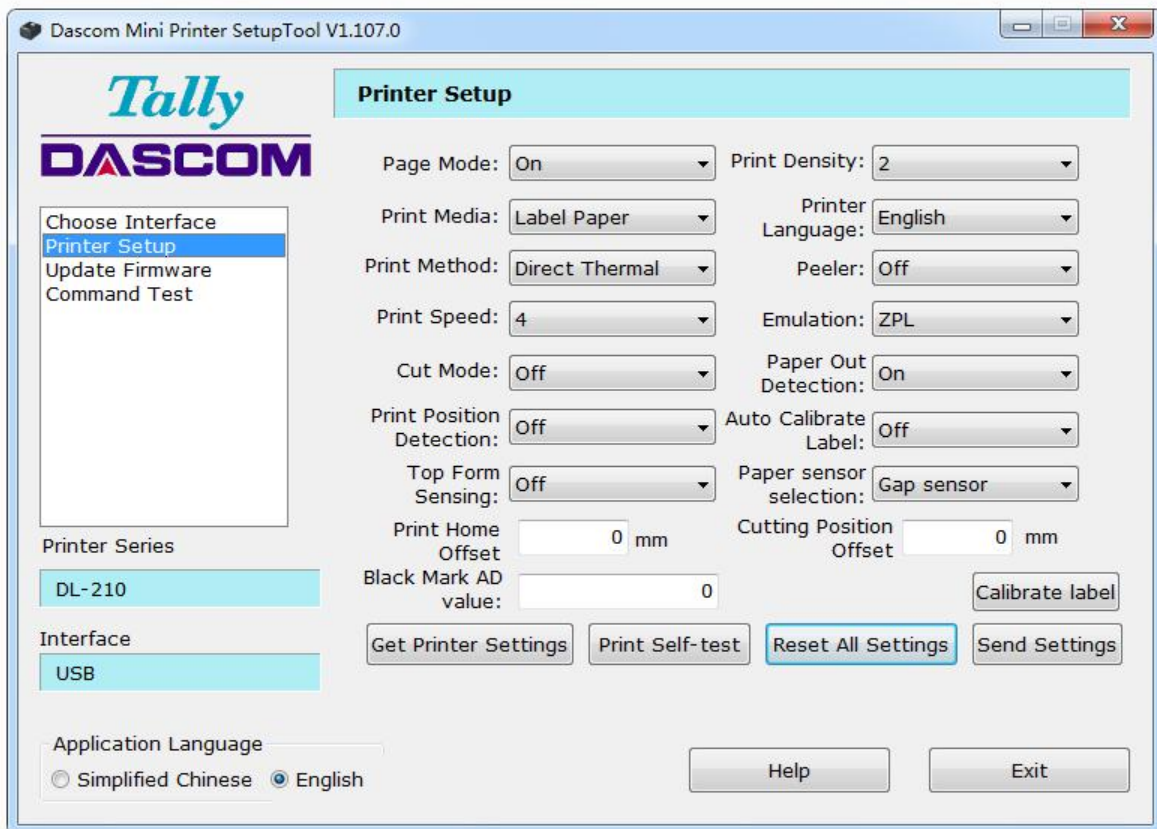 Dascom Mini Printer SetupTool V1.107.0
Tally
DASCOM
Choose Interface
Printer Setup
Update Firmware
Command Test
Printer Series
DL-210
Interface
USB
Application Language
Simplified Chinese
English
Printer Setup
Page Mode: On
Print Density: 2
Print Media: Label Paper
Printer
Language: English
Print Method: Direct Thermal
Peeler: Off
Print Speed: 4
Emulation: ZPL
Cut Mode: Off
Paper Out
Detection: On
Print Position
Detection: Off
Auto Calibrate
Label: Off
Top Form
Sensing: Off
Paper sensor
selection: Gap sensor
Print Home
Offset 0 mm
Cutting Position
Offset 0 mm
Black Mark AD
value: 0
Calibrate label
Get Printer Settings
Print Self-test
Reset All Settings
Send Settings
Help
Exit